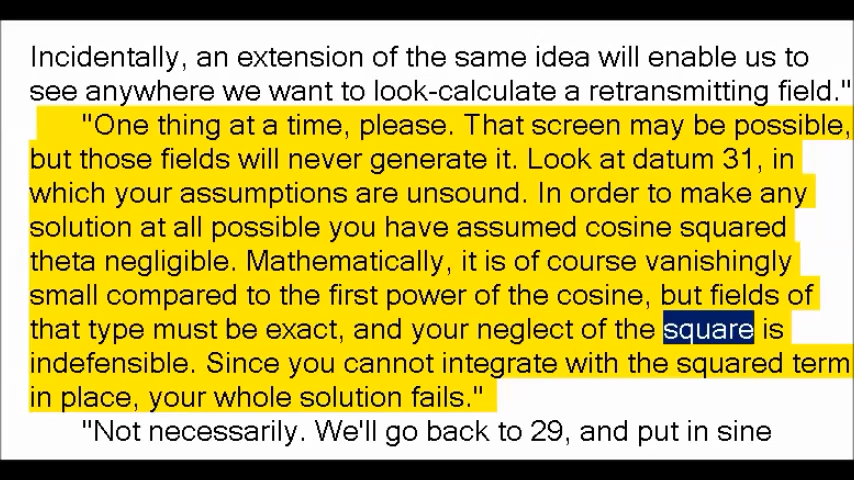 Incidentally, an extension of the same idea will enable us to
see anywhere we want to look-calculate a retransmitting field."
"One thing at a time, please. That screen may be possible,
but those fields will never generate it. Look at datum 31, in
which your assumptions are unsound. In order to make any
solution at all possible you have assumed cosine squared
theta negligible. Mathematically, it is of course vanishingly
small compared to the first power of the cosine, but fields of
that type must be exact, and your neglect of the square is
indefensible. Since you cannot integrate with the squared term
in place, your whole solution fails."
"Not necessarily. We'll go back to 29, and put in sine